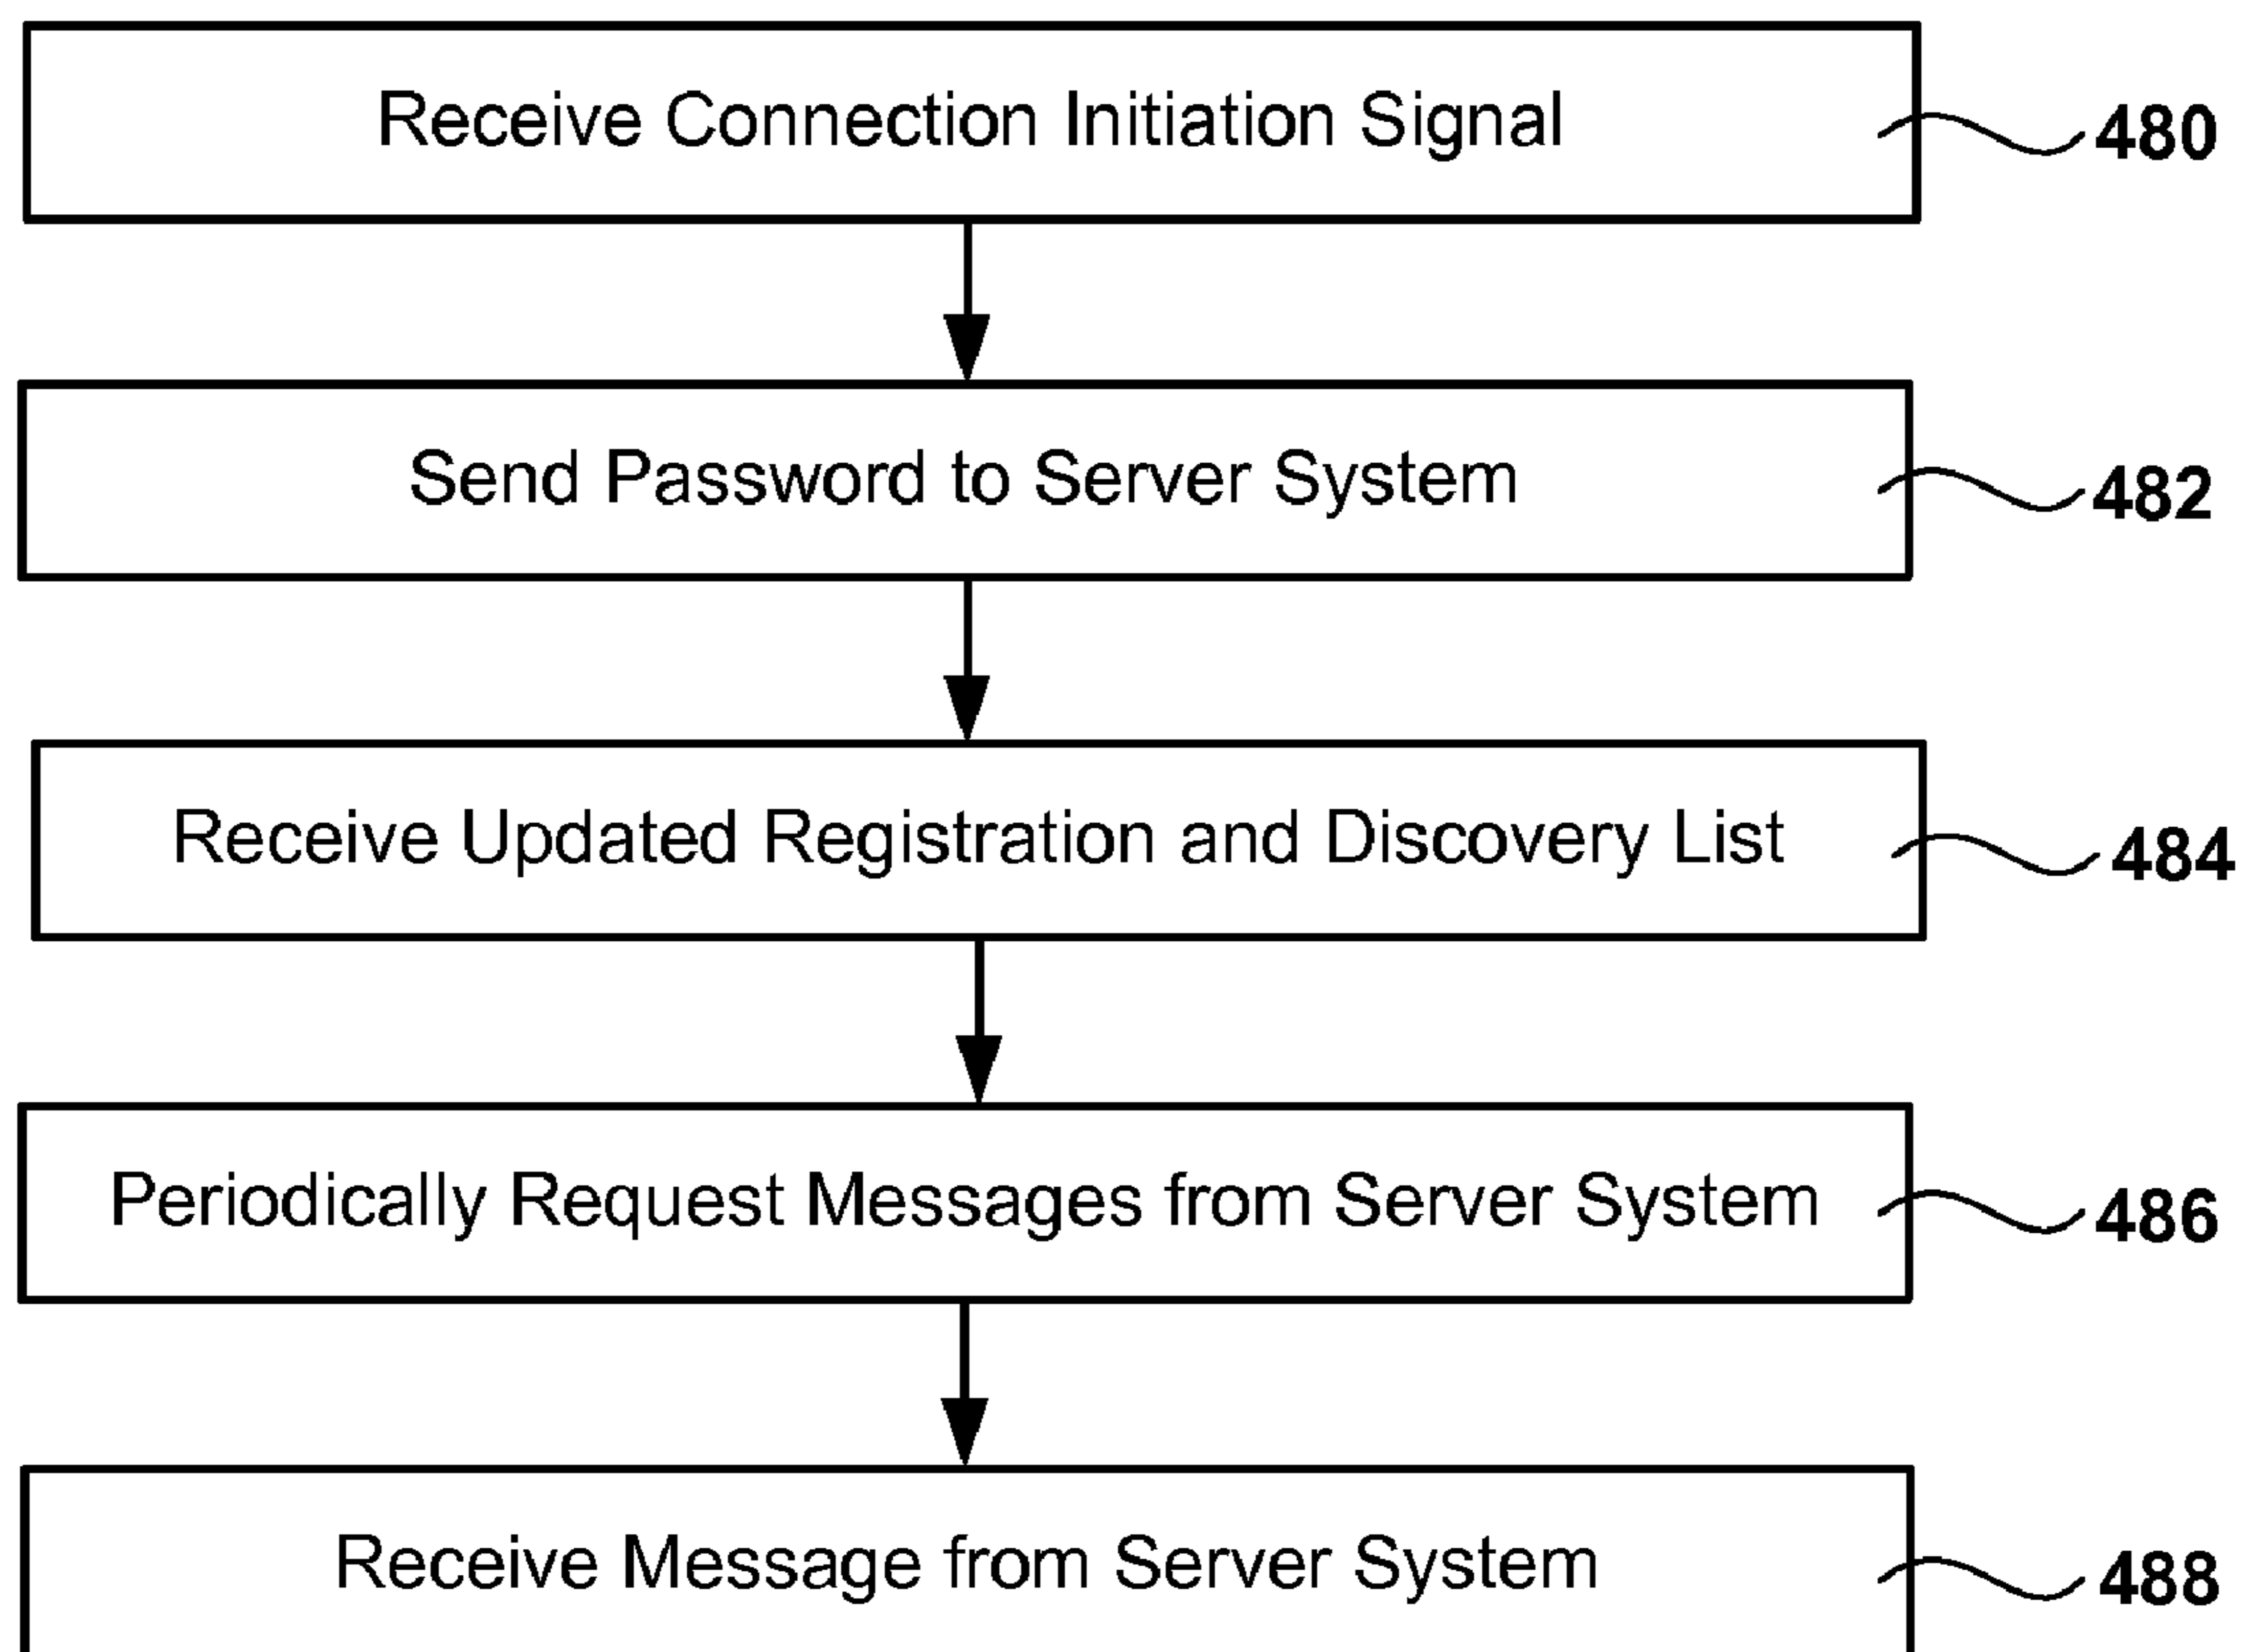 Receive Connection Initiation Signal
480
Send Password to Server System
482
Receive Updated Registration and Discovery List
484
Periodically Request Messages from Server System
486
Receive Message from Server System
488